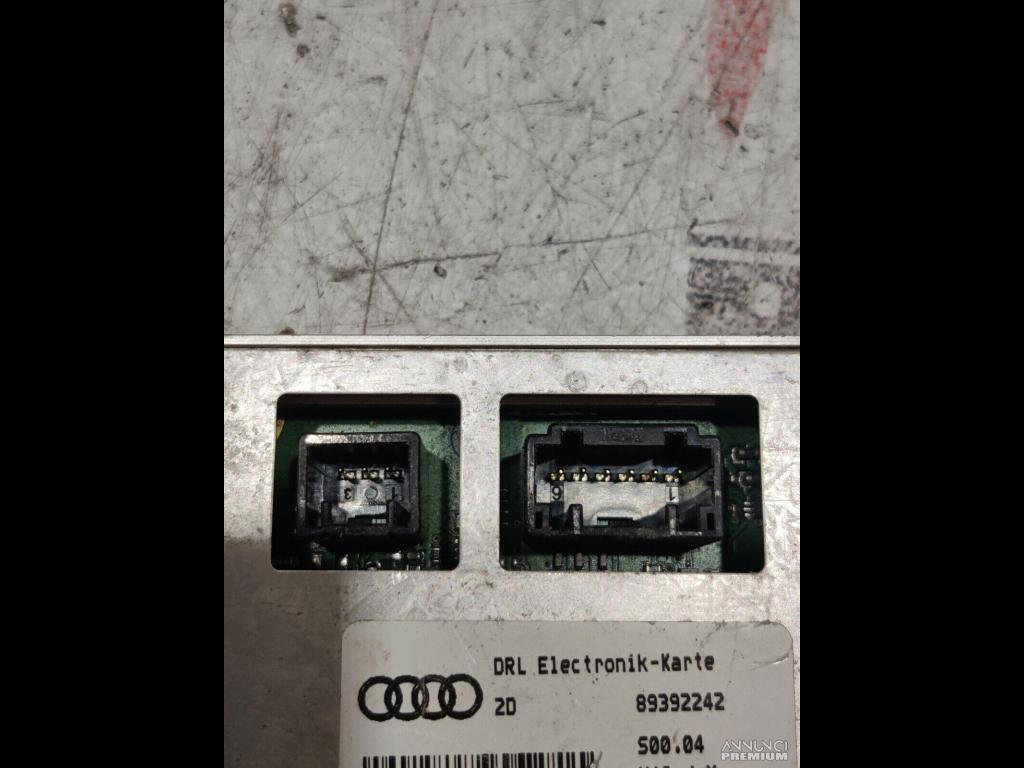 3 1
6 1
DRL Electronik-Karte
2D 89392242
S00.04
ANNUNCI
PREMIUM